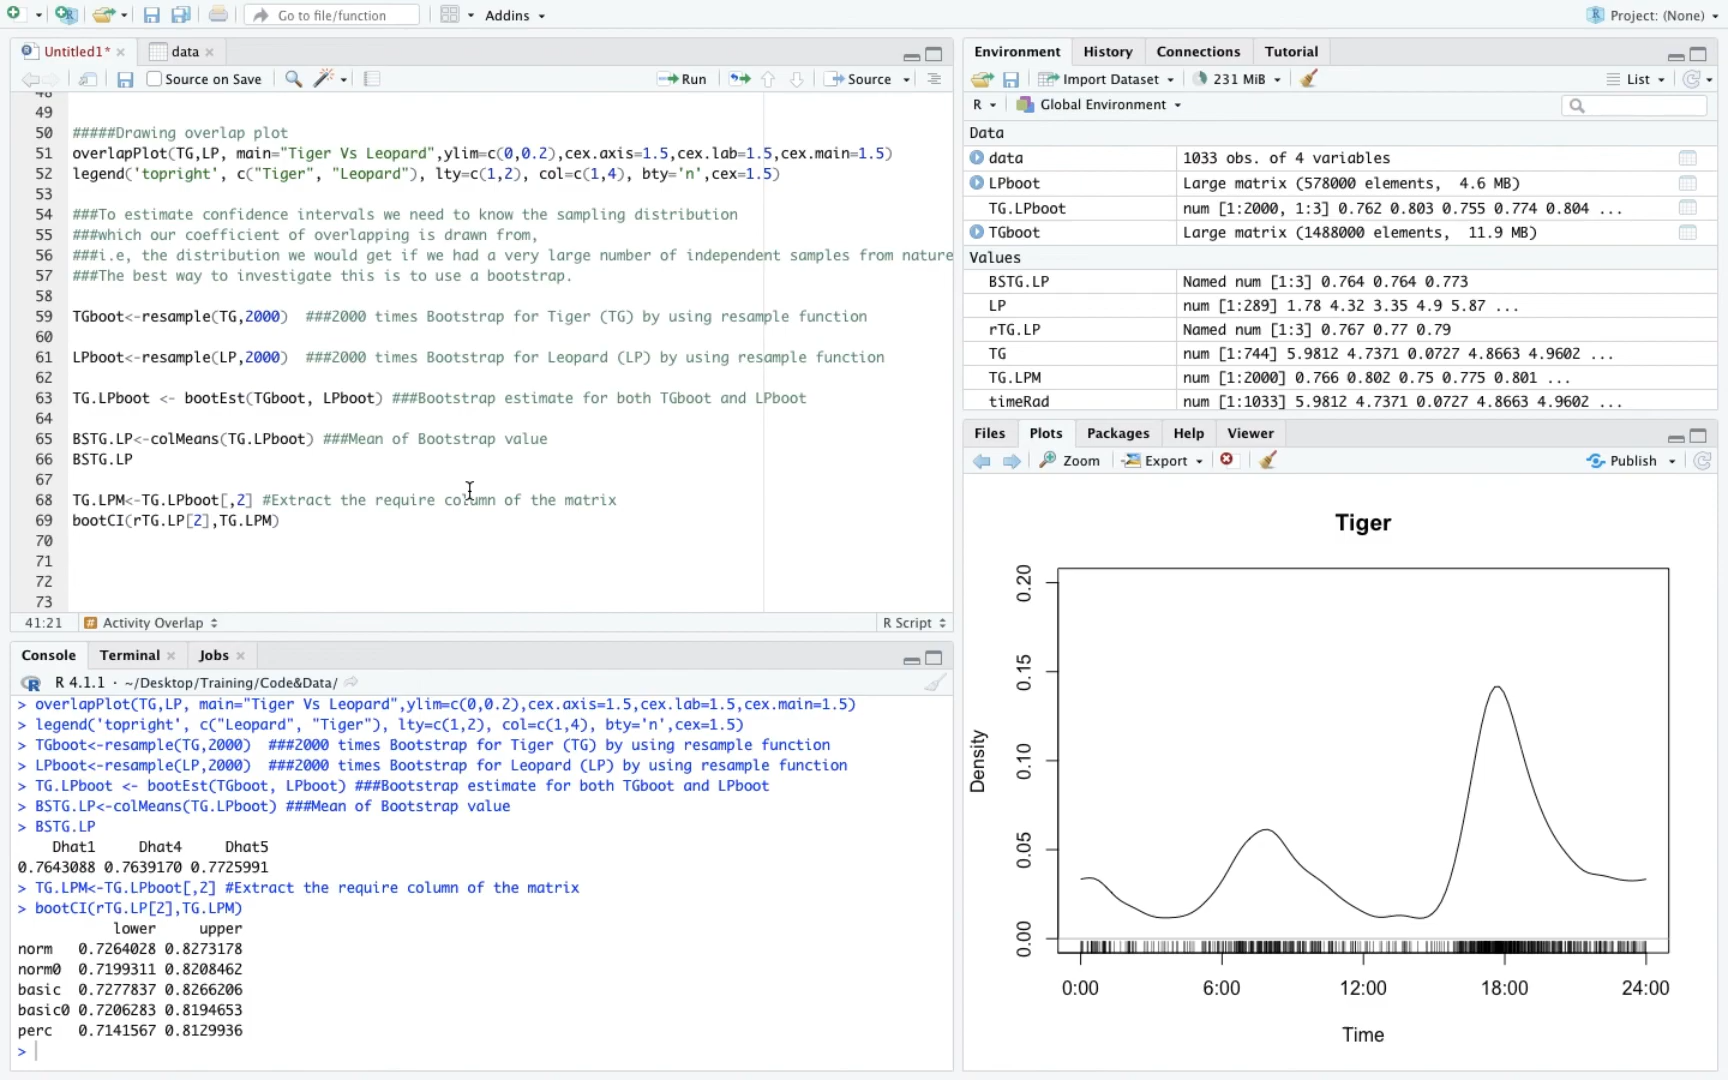 Go to file/function
Addins
Project: (None)
Untitled1*
data
Source on Save
Run
Source
49
50 #####Drawing overlap plot
51 overlapPlot(TG,LP, main="Tiger Vs Leopard",ylim=c(0,0.2),cex.axis=1.5,cex.lab=1.5,cex.main=1.5)
52 legend('topright', c("Tiger", "Leopard"), lty=c(1,2), col=c(1,4), bty='n',cex=1.5)
53
54 ###To estimate confidence intervals we need to know the sampling distribution
55 ###which our coefficient of overlapping is drawn from,
56 ###i.e, the distribution we would get if we had a very large number of independent samples from nature
57 ###The best way to investigate this is to use a bootstrap.
58
59 TGboot<-resample(TG,2000)  ###2000 times Bootstrap for Tiger (TG) by using resample function
60
61 LPboot<-resample(LP,2000)  ###2000 times Bootstrap for Leopard (LP) by using resample function
62
63 TG.LPboot <- bootEst(TGboot, LPboot) ###Bootstrap estimate for both TGboot and LPboot
64
65 BSTG.LP<-colMeans(TG.LPboot) ###Mean of Bootstrap value
66 BSTG.LP
67
68 TG.LPM<-TG.LPboot[,2] #Extract the require column of the matrix
69 bootCI(rTG.LP[2],TG.LPM)
70
71
72
73
41:21 Activity Overlap R Script
Console Terminal Jobs
R 4.1.1 · ~/Desktop/Training/Code&Data/
> overlapPlot(TG,LP, main="Tiger Vs Leopard",ylim=c(0,0.2),cex.axis=1.5,cex.lab=1.5,cex.main=1.5)
> legend('topright', c("Leopard", "Tiger"), lty=c(1,2), col=c(1,4), bty='n',cex=1.5)
> TGboot<-resample(TG,2000)  ###2000 times Bootstrap for Tiger (TG) by using resample function
> LPboot<-resample(LP,2000)  ###2000 times Bootstrap for Leopard (LP) by using resample function
> TG.LPboot <- bootEst(TGboot, LPboot) ###Bootstrap estimate for both TGboot and LPboot
> BSTG.LP<-colMeans(TG.LPboot) ###Mean of Bootstrap value
> BSTG.LP
Dhat1 Dhat4 Dhat5
0.7643088 0.7639170 0.7725991
> TG.LPM<-TG.LPboot[,2] #Extract the require column of the matrix
> bootCI(rTG.LP[2],TG.LPM)
lower upper
norm 0.7264028 0.8273178
norm0 0.7199311 0.8208462
basic 0.7277837 0.8266206
basic0 0.7206283 0.8194653
perc 0.7141567 0.8129936
>
Environment History Connections Tutorial
Import Dataset 231 MiB List
R Global Environment
Data
data 1033 obs. of 4 variables
LPboot Large matrix (578000 elements, 4.6 MB)
TG.LPboot num [1:2000, 1:3] 0.762 0.803 0.755 0.774 0.804 ...
TGboot Large matrix (1488000 elements, 11.9 MB)
Values
BSTG.LP Named num [1:3] 0.764 0.764 0.773
LP num [1:289] 1.78 4.32 3.35 4.9 5.87 ...
rTG.LP Named num [1:3] 0.767 0.77 0.79
TG num [1:744] 5.9812 4.7371 0.0727 4.8663 4.9602 ...
TG.LPM num [1:2000] 0.766 0.802 0.75 0.775 0.801 ...
timeRad num [1:1033] 5.9812 4.7371 0.0727 4.8663 4.9602 ...
Files Plots Packages Help Viewer
Zoom Export Publish
Tiger
0.20
0.15
0.10
0.05
0.00
Density
0:00 6:00 12:00 18:00 24:00
Time